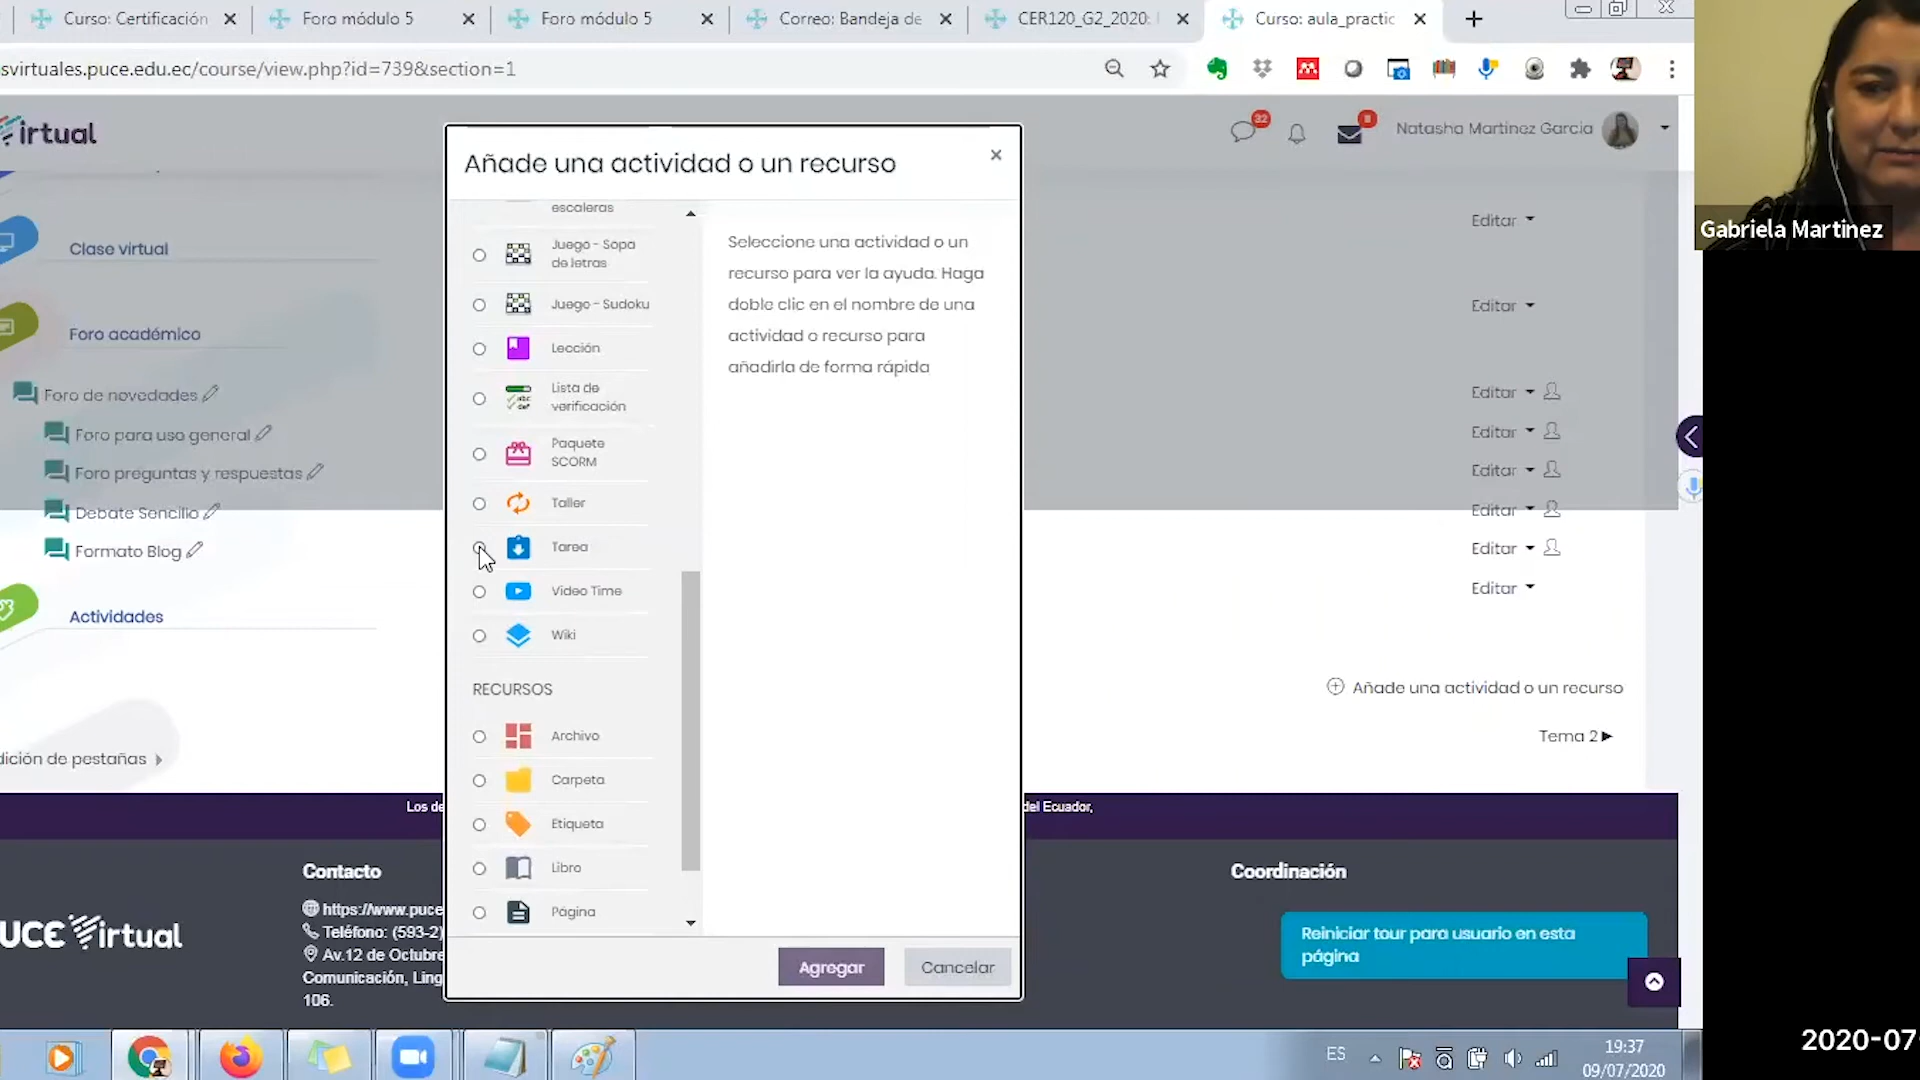 Curso: Certificación
Foro módulo 5
Foro módulo 5
Correo: Bandeja de
CER120_G2_2020:
Curso: aula_practic
svirtuales.puce.edu.ec/course/view.php?id=739&section=1
irtual
32
8
Natasha Martinez Garcia
Añade una actividad o un recurso
Clase virtual
Foro académico
Foro de novedades
Foro para uso general
Foro preguntas y respuestas
Debate Sencillo
Formato Blog
Actividades
dición de pestañas
escaleras
Juego - Sopa
de letras
Juego - Sudoku
Lección
Lista de
verificación
Paquete
SCORM
Taller
Tarea
Video Time
Wiki
RECURSOS
Archivo
Carpeta
Etiqueta
Libro
Página
Seleccione una actividad o un
recurso para ver la ayuda. Haga
doble clic en el nombre de una
actividad o recurso para
añadirla de forma rápida
Agregar
Cancelar
Editar
Editar
Editar
Editar
Editar
Editar
Editar
Editar
Añade una actividad o un recurso
Tema 2
Los de
del Ecuador,
UCE Virtual
Contacto
https://www.puce
Teléfono: (593-2)
Av.12 de Octubre
Comunicación, Ling
106.
Coordinación
Reiniciar tour para usuario en esta
página
Gabriela Martinez
ES
19:37
09/07/2020
2020-07